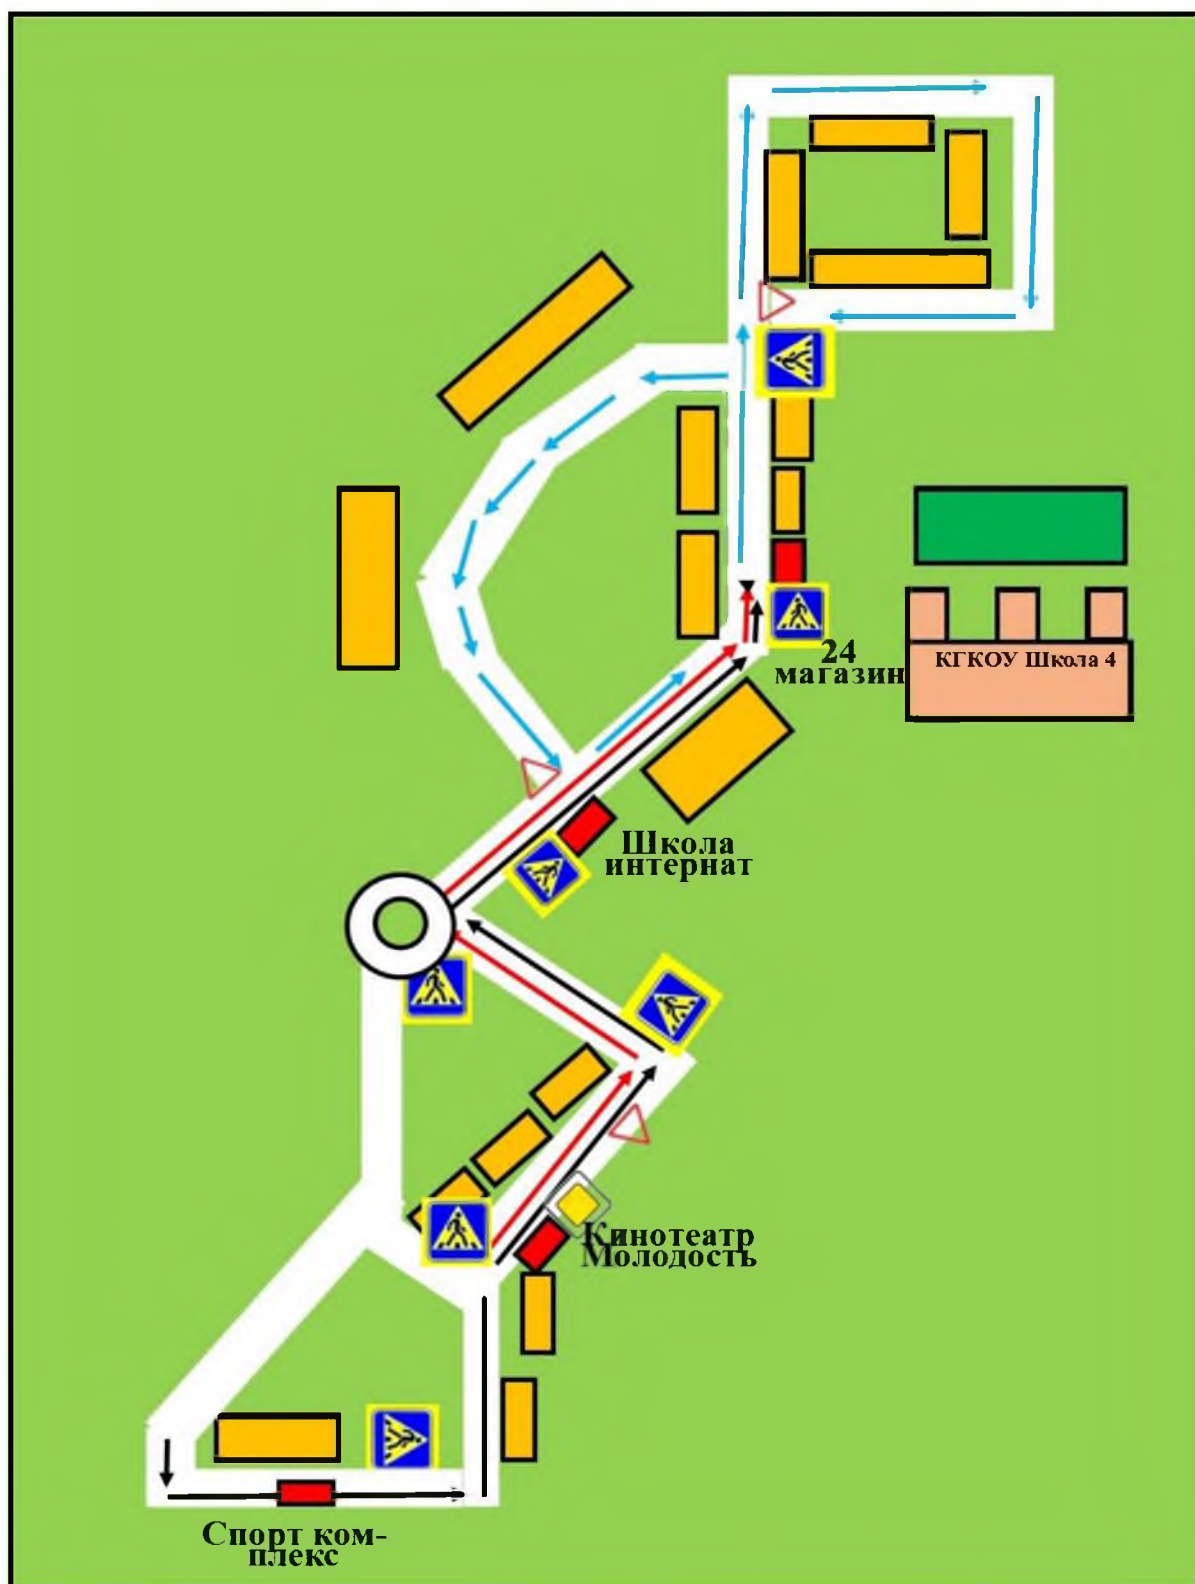 24
магазин
КГКОУ Школа 4
Школа
интернат
Кинотеатр
Молодость
Спорт ком-
плекс